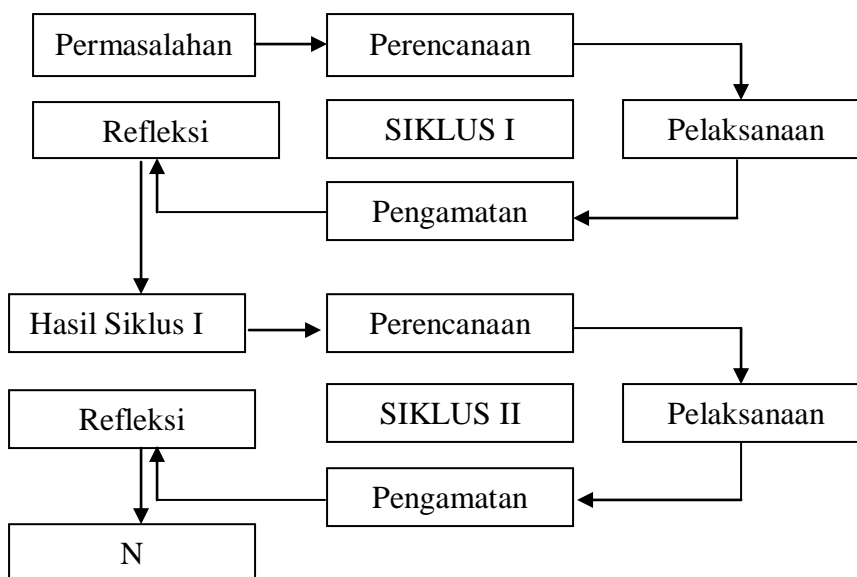 Permasalahan
Perencanaan
Refleksi
SIKLUS I
Pelaksanaan
Pengamatan
Hasil Siklus I
Perencanaan
Refleksi
SIKLUS II
Pelaksanaan
Pengamatan
N